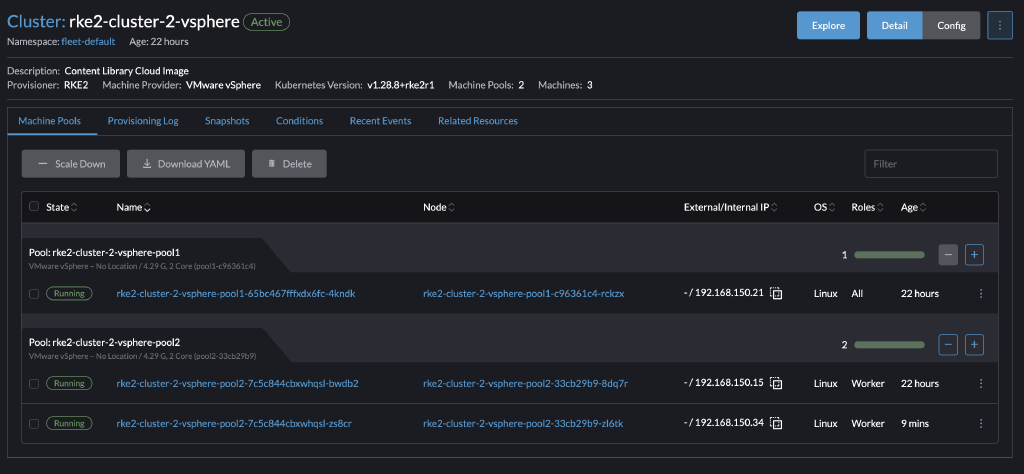 Cluster: rke2-cluster-2-vsphere Active
Namespace: fleet-default Age: 22 hours
Explore Detail Config
Description: Content Library Cloud Image
Provisioner: RKE2 Machine Provider: VMware vSphere Kubernetes Version: v1.28.8+rke2r1 Machine Pools: 2 Machines: 3
Machine Pools Provisioning Log Snapshots Conditions Recent Events Related Resources
Scale Down Download YAML Delete Filter
State Name Node External/Internal IP OS Roles Age
Pool: rke2-cluster-2-vsphere-pool1 1
VMware vSphere – No Location / 4.29 G, 2 Core (pool1-c96361c4)
Running rke2-cluster-2-vsphere-pool1-65bc467fffxdx6fc-4kndk rke2-cluster-2-vsphere-pool1-c96361c4-rckzx - / 192.168.150.21 Linux All 22 hours
Pool: rke2-cluster-2-vsphere-pool2 2
VMware vSphere – No Location / 4.29 G, 2 Core (pool2-33cb29b9)
Running rke2-cluster-2-vsphere-pool2-7c5c844cbxwhqsl-bwdb2 rke2-cluster-2-vsphere-pool2-33cb29b9-8dq7r - / 192.168.150.15 Linux Worker 22 hours
Running rke2-cluster-2-vsphere-pool2-7c5c844cbxwhqsl-zs8cr rke2-cluster-2-vsphere-pool2-33cb29b9-zl6tk - / 192.168.150.34 Linux Worker 9 mins